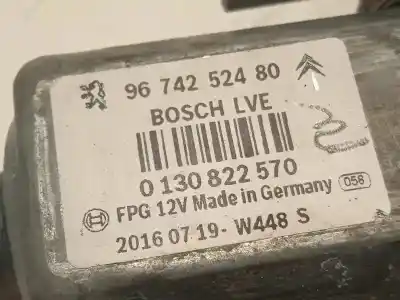 96 742 524 80
BOSCH LVE
0 130 822 570
FPG 12V Made in Germany 058
2016 07 19- W448 S